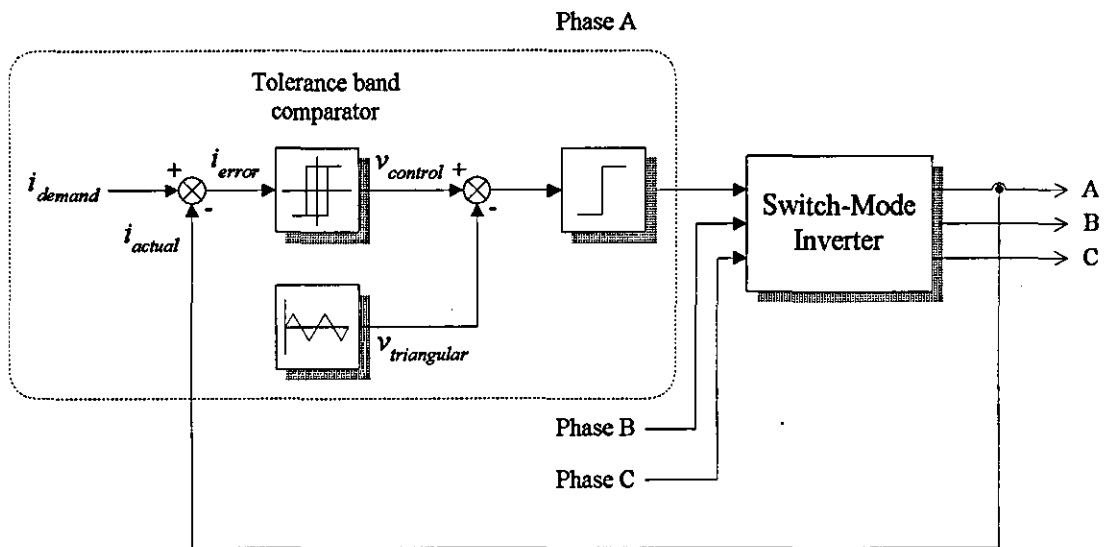 Phase A
Tolerance band
comparator
+
i_error
v_control
+
i_demand
-
-
i_actual
v_triangular
Switch-Mode
Inverter
A
B
C
Phase B
Phase C